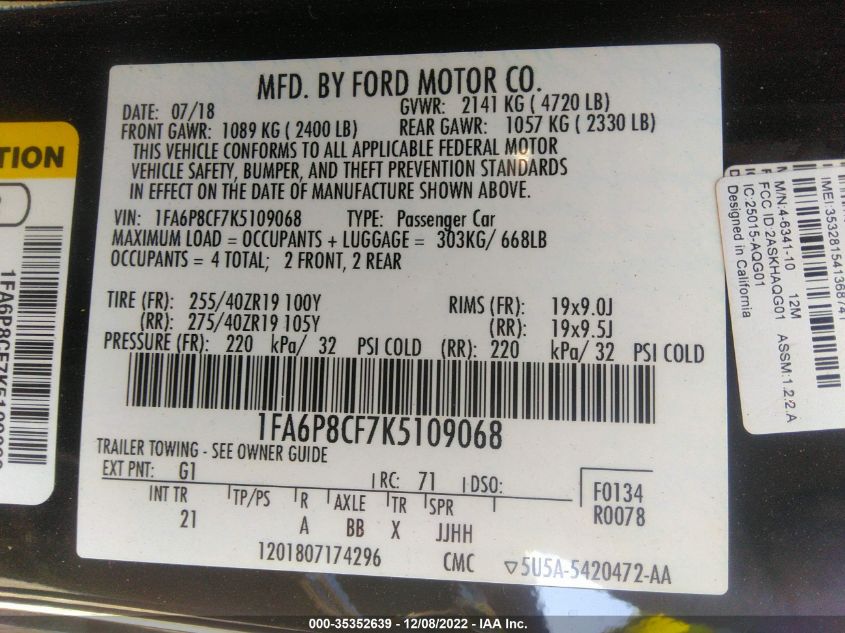 MFD. BY FORD MOTOR CO.
DATE: 07/18 GVWR: 2141 KG ( 4720 LB)
FRONT GAWR: 1089 KG ( 2400 LB) REAR GAWR: 1057 KG ( 2330 LB)
THIS VEHICLE CONFORMS TO ALL APPLICABLE FEDERAL MOTOR
VEHICLE SAFETY, BUMPER, AND THEFT PREVENTION STANDARDS
IN EFFECT ON THE DATE OF MANUFACTURE SHOWN ABOVE.
VIN: 1FA6P8CF7K5109068 TYPE: Passenger Car
MAXIMUM LOAD = OCCUPANTS + LUGGAGE = 303KG/ 668LB
OCCUPANTS = 4 TOTAL; 2 FRONT, 2 REAR
TIRE (FR): 255/40ZR19 100Y RIMS (FR): 19x9.0J
(RR): 275/40ZR19 105Y (RR): 19x9.5J
PRESSURE (FR): 220 kPa/ 32 PSI COLD (RR): 220 kPa/ 32 PSI COLD
1FA6P8CF7K5109068
TRAILER TOWING - SEE OWNER GUIDE
EXT PNT: G1 RC: 71 DSO:
INT TR TP/PS R AXLE TR SPR
21 A BB X JJHH
F0134
R0078
1201807174296 CMC ▽5U5A-5420472-AA
TION
IMEI:353281541368741
M/N:4-6341-10 12M ASSM:1.2:2.A
FCC ID:2ASKHAQG01
IC:25015-AQG01
Designed in California
000-35352639 - 12/08/2022 - IAA Inc.